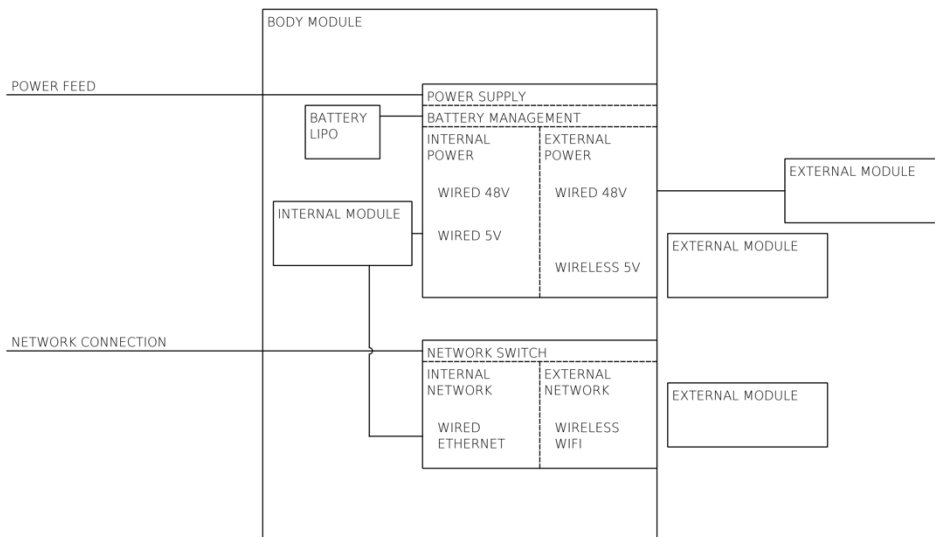 BODY MODULE
POWER FEED
POWER SUPPLY
BATTERY
LIPO
BATTERY MANAGEMENT
INTERNAL
POWER
EXTERNAL
POWER
EXTERNAL MODULE
WIRED 48V
WIRED 48V
INTERNAL MODULE
WIRED 5V
EXTERNAL MODULE
WIRELESS 5V
NETWORK CONNECTION
NETWORK SWITCH
INTERNAL
NETWORK
EXTERNAL
NETWORK
EXTERNAL MODULE
WIRED
ETHERNET
WIRELESS
WIFI